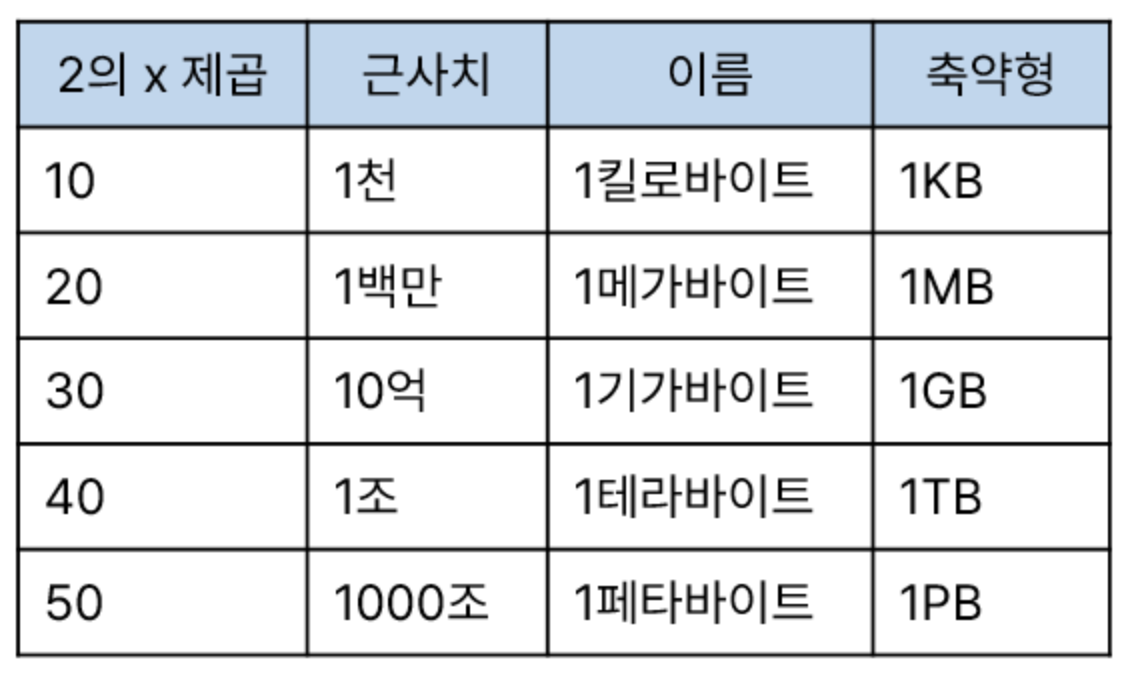 2의 x 제곱 근사치 이름 축약형
10 1천 1킬로바이트 1KB
20 1백만 1메가바이트 1MB
30 10억 1기가바이트 1GB
40 1조 1테라바이트 1TB
50 1000조 1페타바이트 1PB